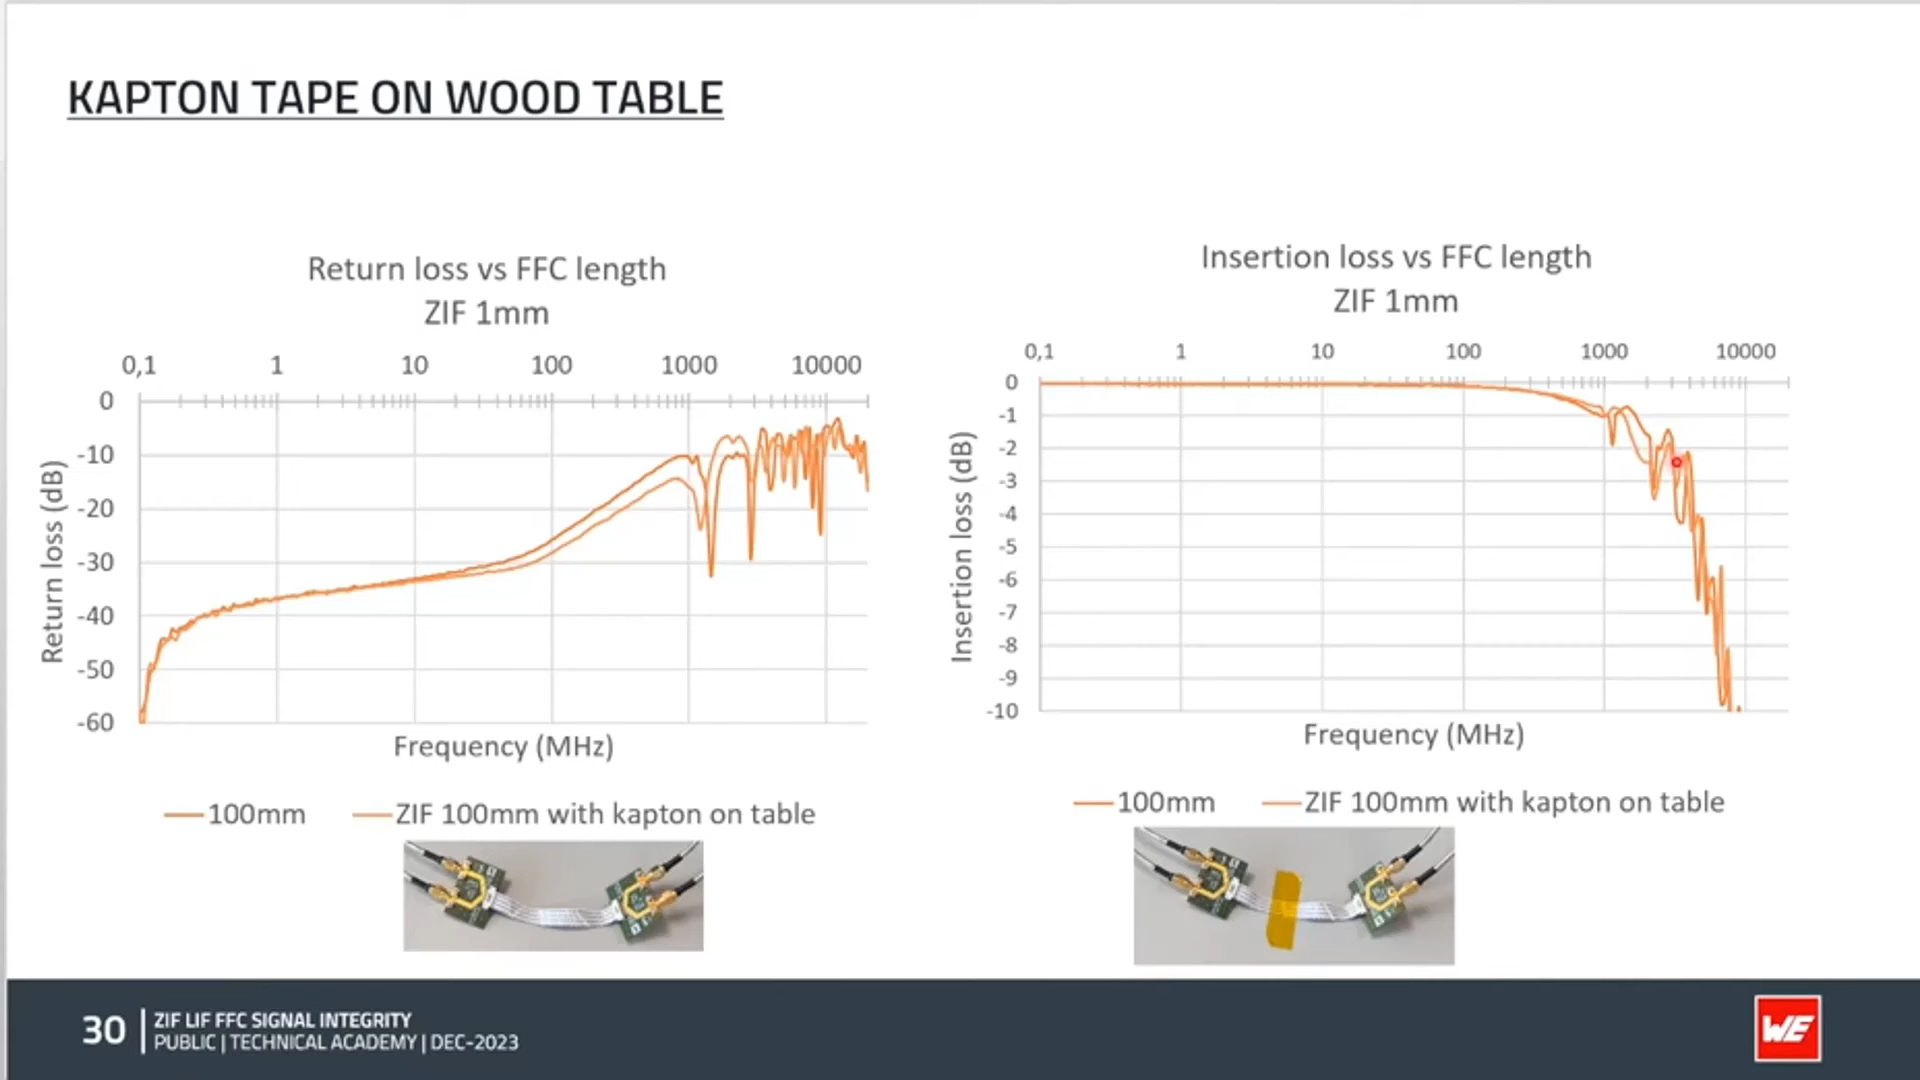 KAPTON TAPE ON WOOD TABLE
Return loss vs FFC length
ZIF 1mm
0,1 1 10 100 1000 10000
0
-10
-20
-30
-40
-50
-60
Return loss (dB)
Frequency (MHz)
100mm ZIF 100mm with kapton on table
Insertion loss vs FFC length
ZIF 1mm
0,1 1 10 100 1000 10000
0
-1
-2
-3
-4
-5
-6
-7
-8
-9
-10
Insertion loss (dB)
Frequency (MHz)
100mm ZIF 100mm with kapton on table
30
ZIF LIF FFC SIGNAL INTEGRITY
PUBLIC | TECHNICAL ACADEMY | DEC-2023
WE